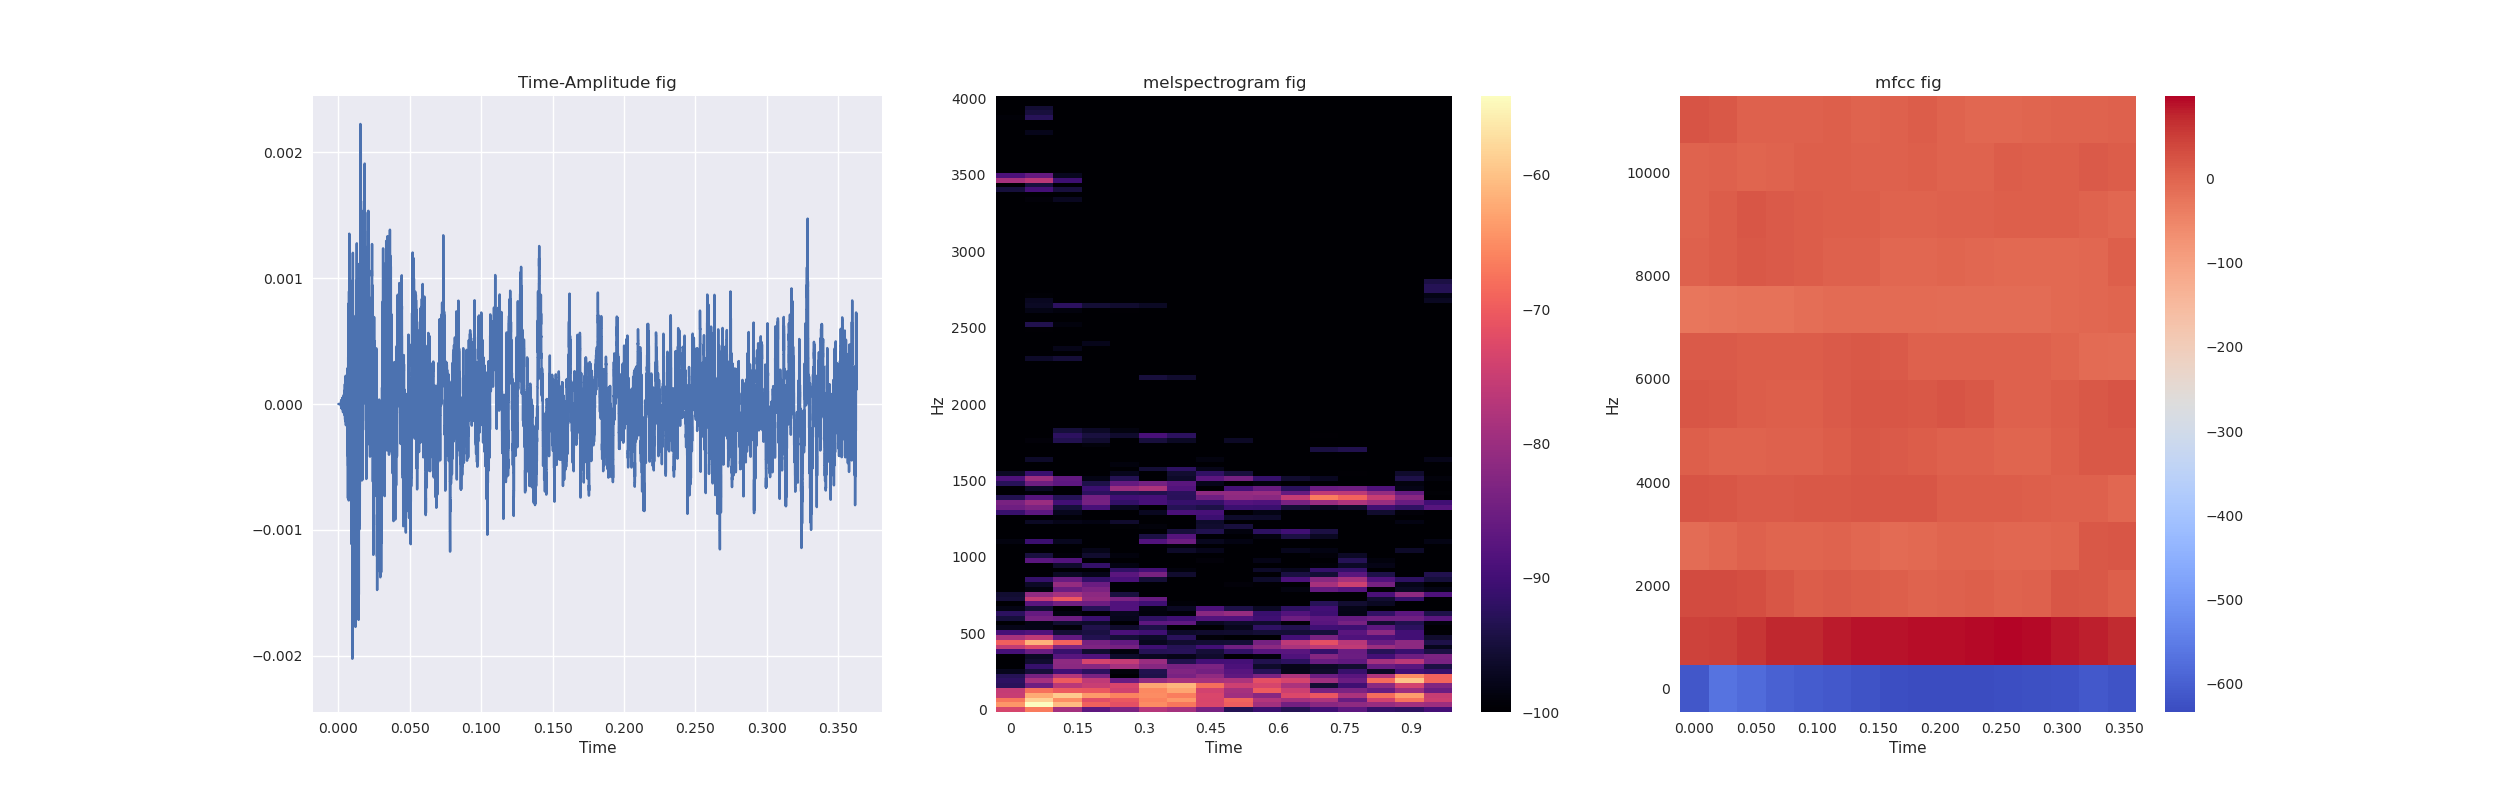 Time-Amplitude fig
0.002
0.001
0.000
−0.001
−0.002
0.000 0.050 0.100 0.150 0.200 0.250 0.300 0.350
Time
melspectrogram fig
4000
3500
3000
2500
2000
1500
1000
500
0
Hz
0 0.15 0.3 0.45 0.6 0.75 0.9
Time
−60
−70
−80
−90
−100
mfcc fig
10000
8000
6000
4000
2000
0
Hz
0.000 0.050 0.100 0.150 0.200 0.250 0.300 0.350
Time
0
−100
−200
−300
−400
−500
−600